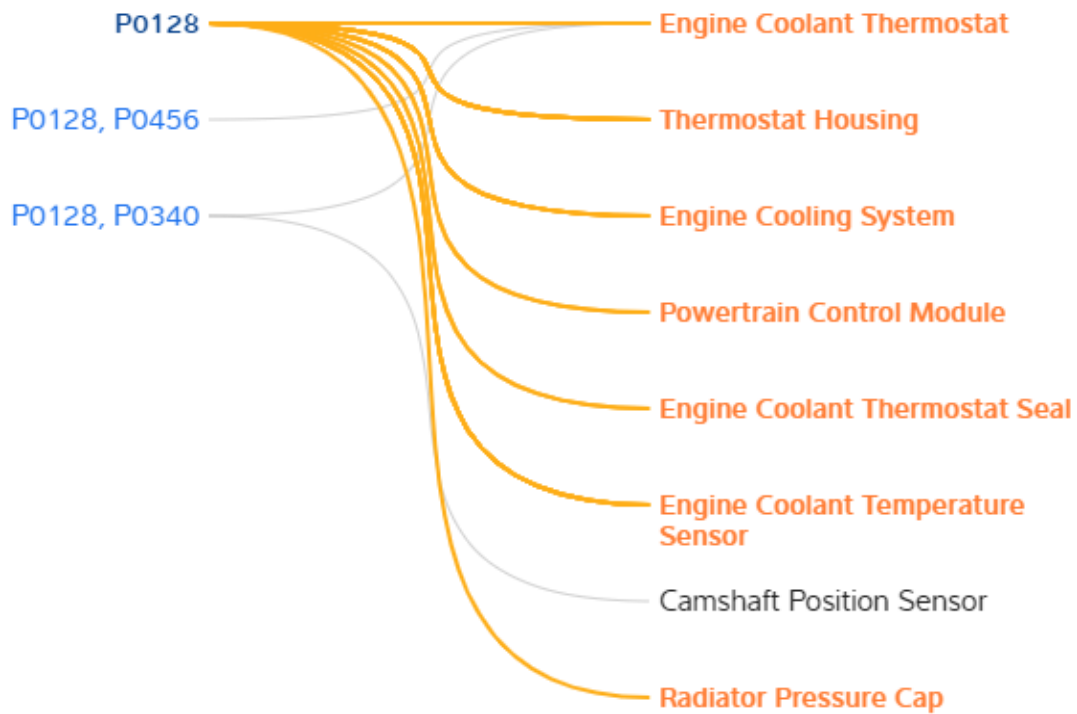 P0128
Engine Coolant Thermostat
P0128, P0456
Thermostat Housing
P0128, P0340
Engine Cooling System
Powertrain Control Module
Engine Coolant Thermostat Seal
Engine Coolant Temperature
Sensor
Camshaft Position Sensor
Radiator Pressure Cap